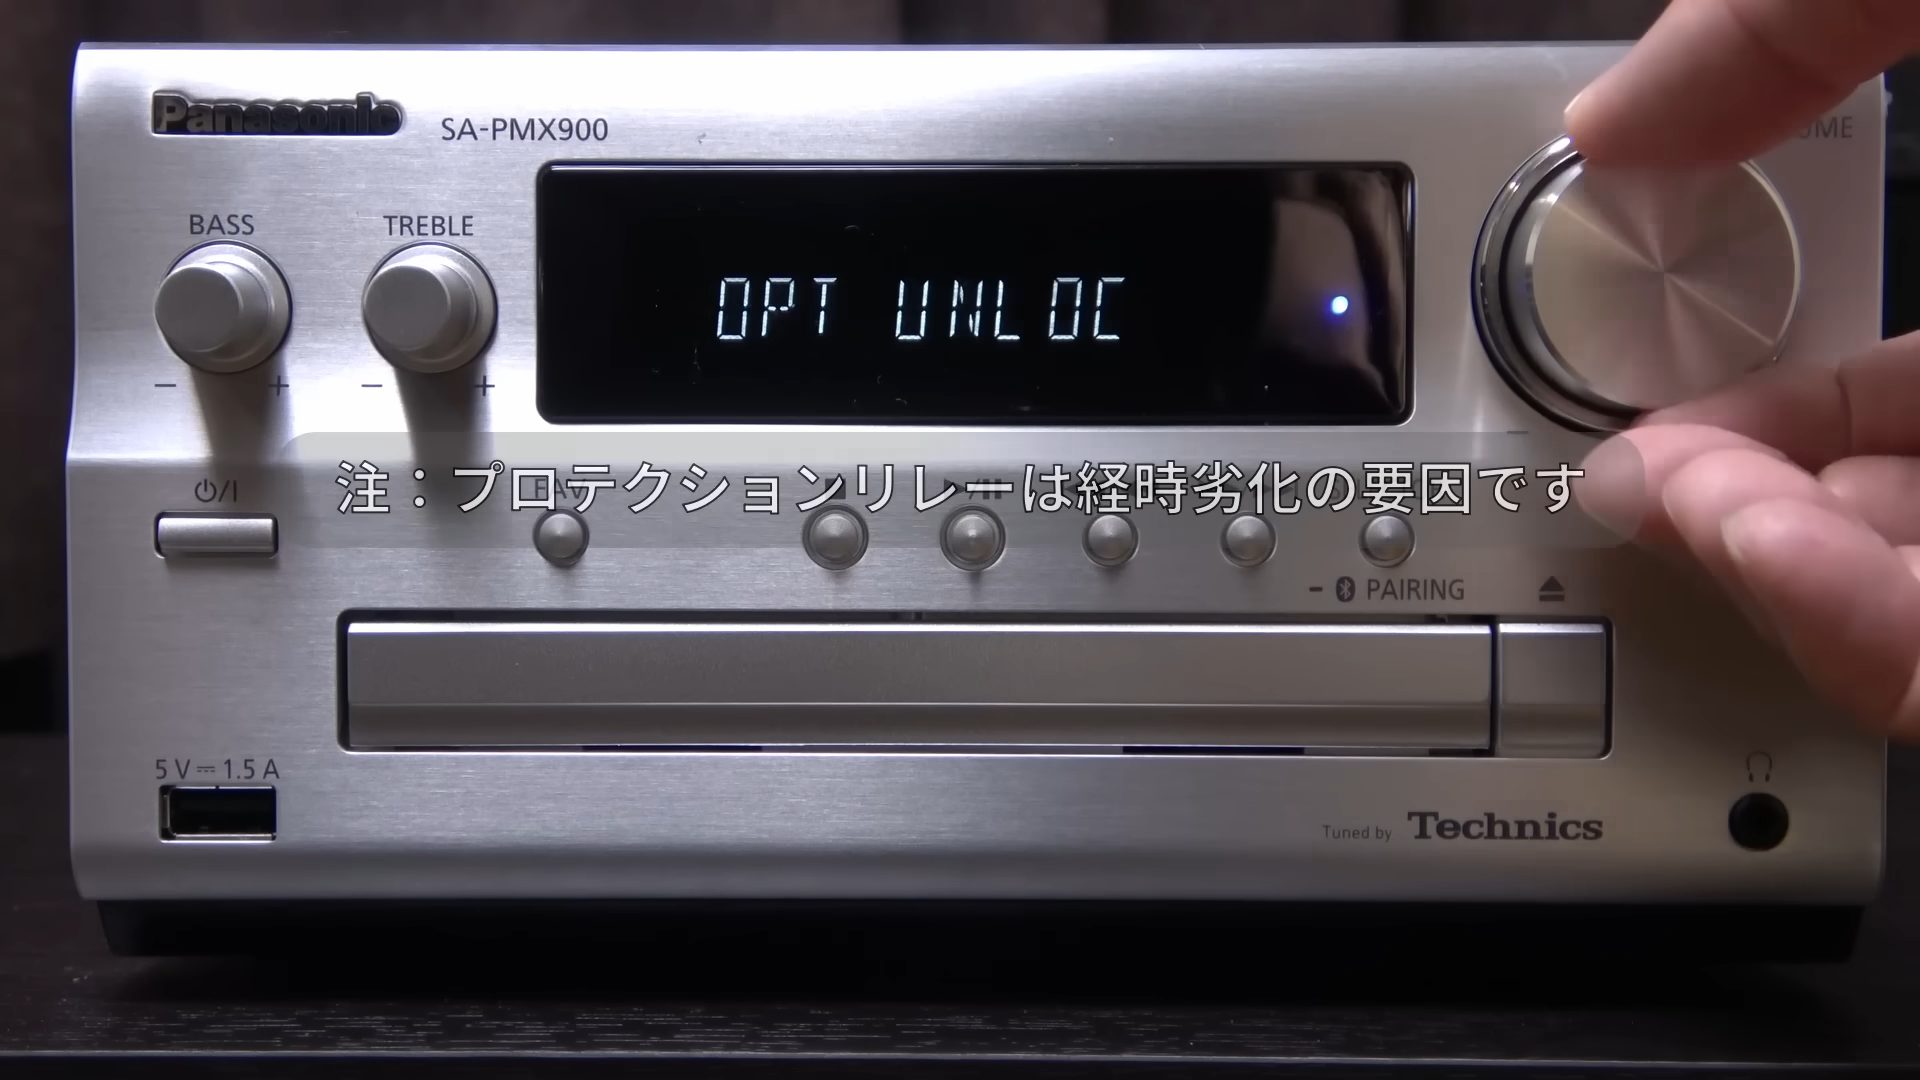 Panasonic
SA-PMX900
BASS
TREBLE
− +
− +
OPT UNLOC
注：プロテクションリレーは経時劣化の要因です
⏻/I
- PAIRING
5 V ⎓ 1.5 A
Tuned by Technics